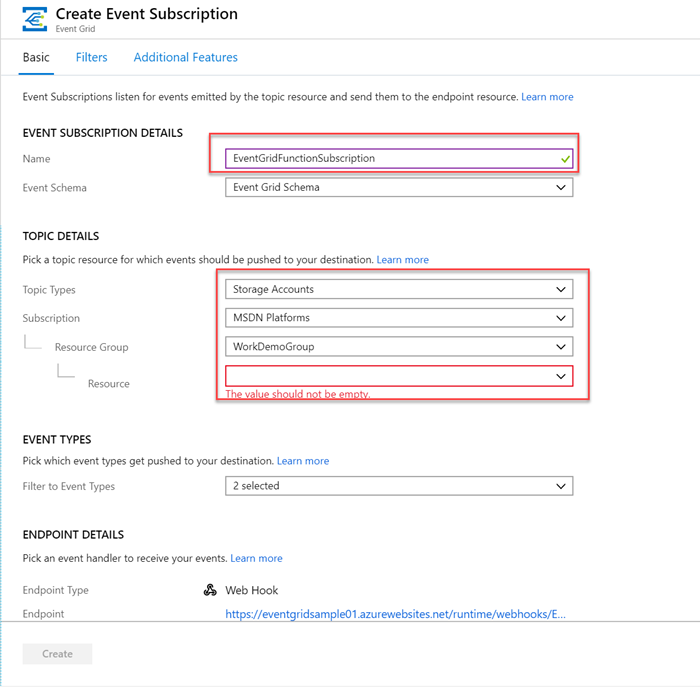 Create Event Subscription
Event Grid
Basic Filters Additional Features
Event Subscriptions listen for events emitted by the topic resource and send them to the endpoint resource. Learn more
EVENT SUBSCRIPTION DETAILS
Name EventGridFunctionSubscription
Event Schema Event Grid Schema
TOPIC DETAILS
Pick a topic resource for which events should be pushed to your destination. Learn more
Topic Types Storage Accounts
Subscription MSDN Platforms
Resource Group WorkDemoGroup
Resource
The value should not be empty.
EVENT TYPES
Pick which event types get pushed to your destination. Learn more
Filter to Event Types 2 selected
ENDPOINT DETAILS
Pick an event handler to receive your events. Learn more
Endpoint Type Web Hook
Endpoint https://eventgridsample01.azurewebsites.net/runtime/webhooks/E...
Create